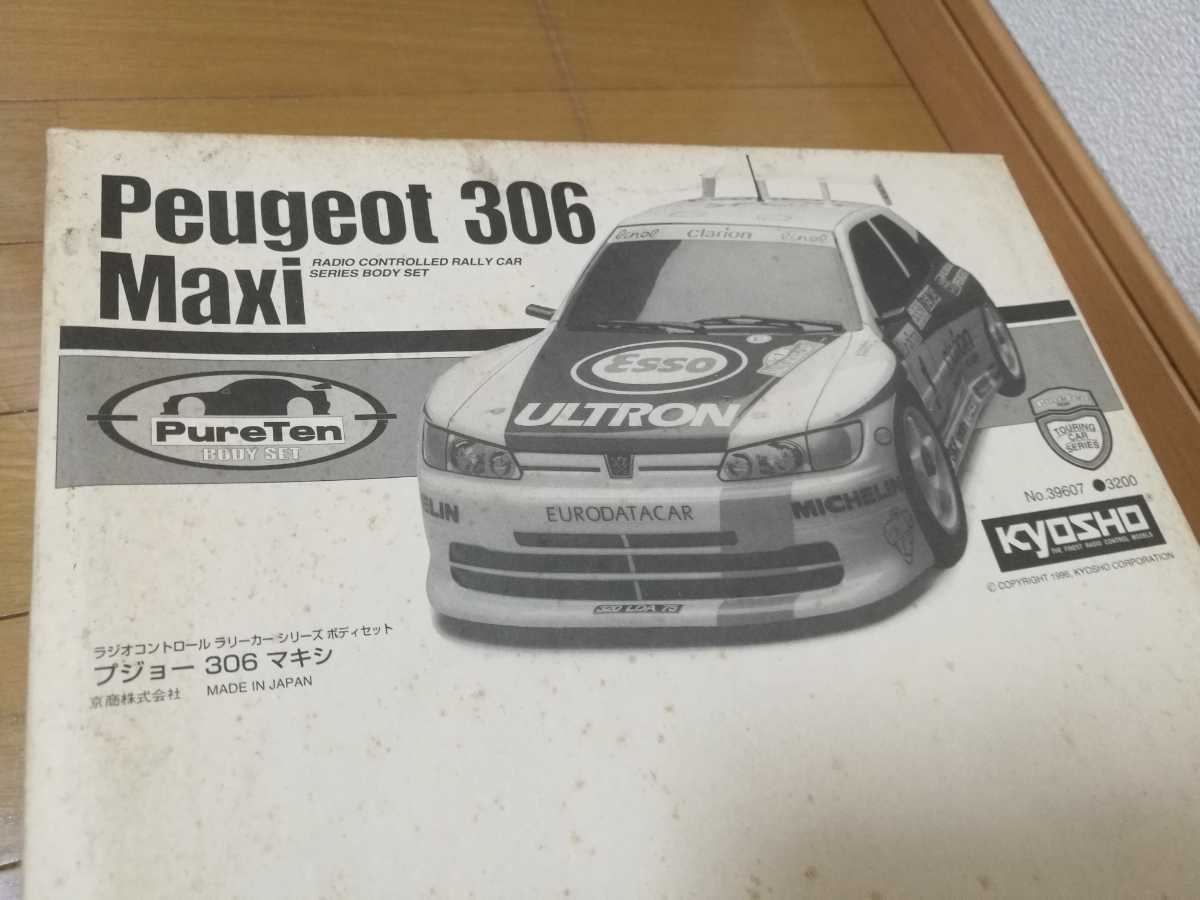 Peugeot 306
Maxi
RADIO CONTROLLED RALLY CAR
SERIES BODY SET
PureTen
BODY SET
Clarion
Esso
ULTRON
EURODATACAR
MICHELIN
ELIN
TOURING
CAR
SERIES
No.39607 ●3200
KYOSHO®
THE FINEST RADIO CONTROL MODELS
© COPYRIGHT 1998, KYOSHO CORPORATION
ラジオコントロール ラリーカー シリーズ ボディセット
プジョー 306 マキシ
京商株式会社 MADE IN JAPAN